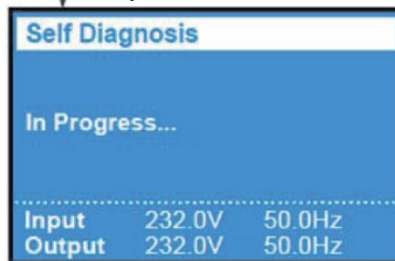 Self Diagnosis
In Progress...
Input 232.0V 50.0Hz
Output 232.0V 50.0Hz